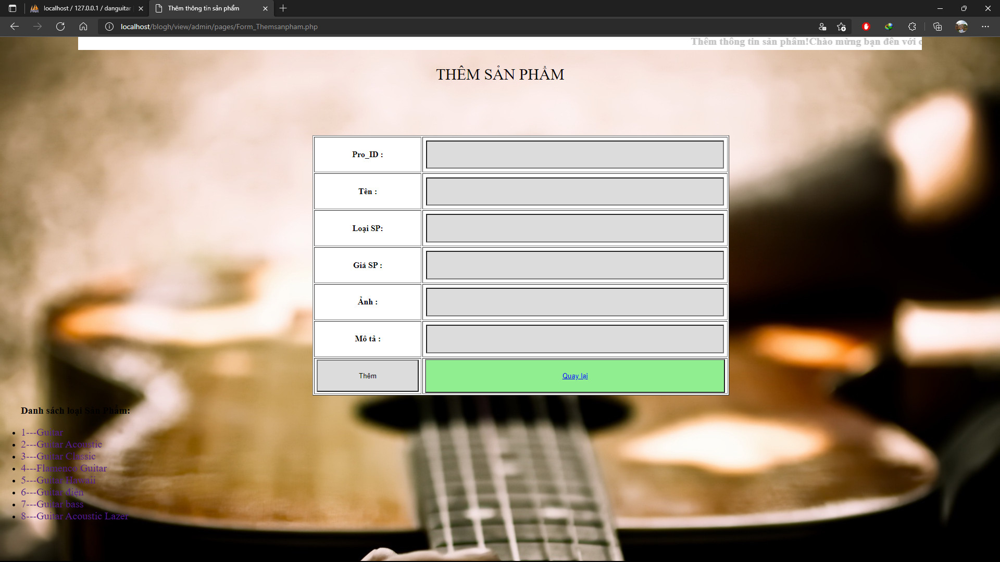 localhost / 127.0.0.1 / danguitar
Thêm thông tin sản phẩm
localhost/blogh/view/admin/pages/Form_Themsanpham.php
Thêm thông tin sản phẩm!Chào mừng bạn đến với
THÊM SẢN PHẨM
Pro_ID :
Tên :
Loại SP:
Giá SP :
Ảnh :
Mô tả :
Thêm
Quay lại
Danh sách loại Sản Phẩm:
1---Guitar
2---Guitar Acoustic
3---Guitar Classic
4---Flamenco Guitar
5---Guitar Hawaii
6---Guitar điện
7---Guitar bass
8---Guitar Acoustic Lazer